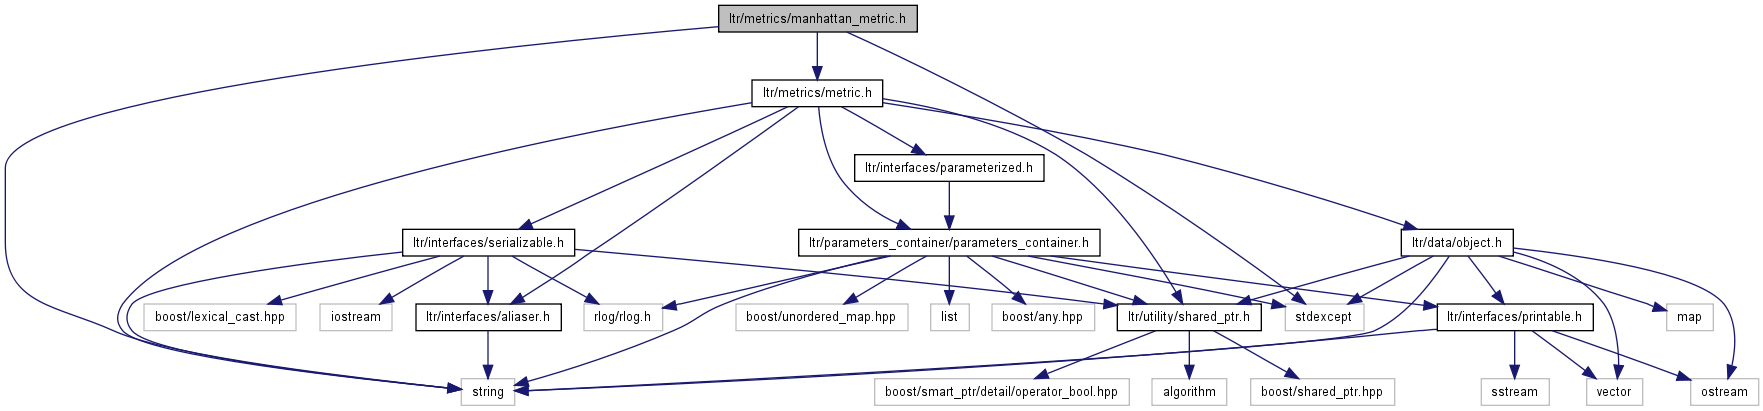 ltr/metrics/manhattan_metric.h
ltr/metrics/metric.h
ltr/interfaces/parameterized.h
ltr/interfaces/serializable.h
ltr/parameters_container/parameters_container.h
ltr/data/object.h
boost/lexical_cast.hpp
iostream
ltr/interfaces/aliaser.h
rlog/rlog.h
boost/unordered_map.hpp
list
boost/any.hpp
ltr/utility/shared_ptr.h
stdexcept
ltr/interfaces/printable.h
map
string
boost/smart_ptr/detail/operator_bool.hpp
algorithm
boost/shared_ptr.hpp
sstream
vector
ostream